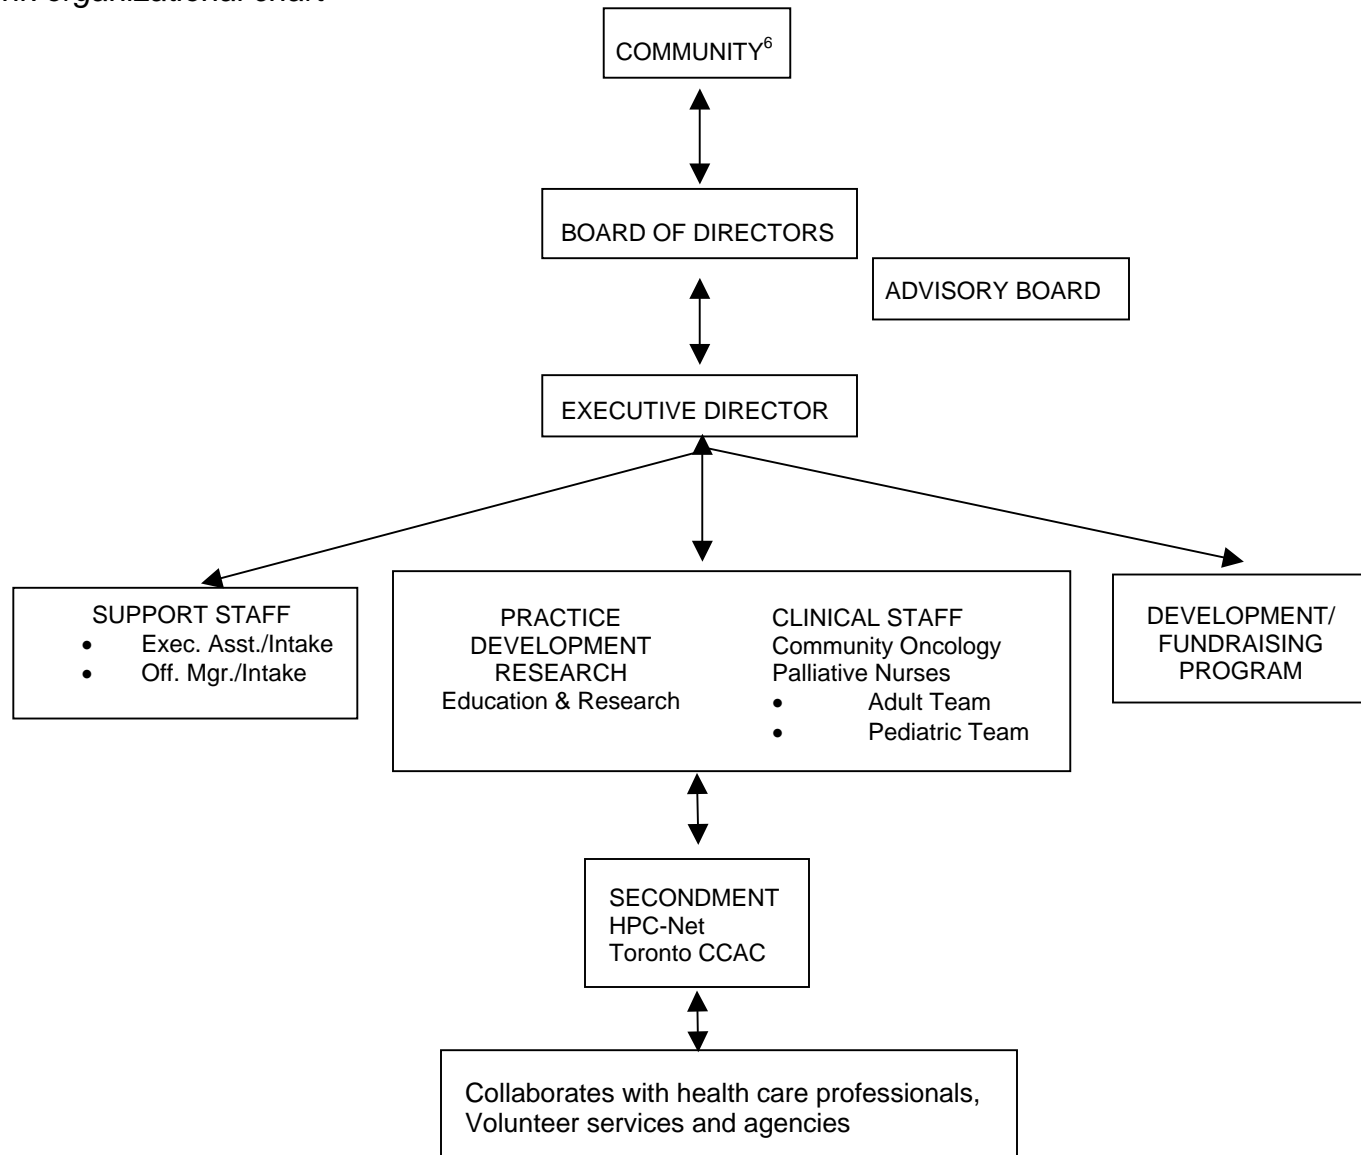 organizational chart
COMMUNITY6
BOARD OF DIRECTORS
ADVISORY BOARD
EXECUTIVE DIRECTOR
SUPPORT STAFF
• Exec. Asst./Intake
• Off. Mgr./Intake
PRACTICE
DEVELOPMENT
RESEARCH
Education & Research
CLINICAL STAFF
Community Oncology
Palliative Nurses
• Adult Team
• Pediatric Team
DEVELOPMENT/
FUNDRAISING
PROGRAM
SECONDMENT
HPC-Net
Toronto CCAC
Collaborates with health care professionals,
Volunteer services and agencies